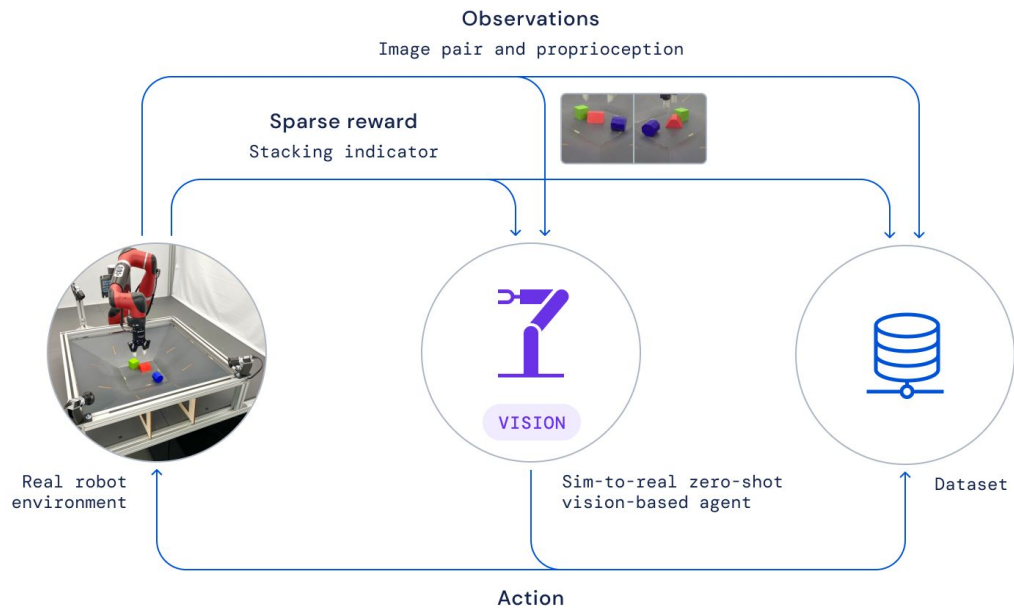 Observations
Image pair and proprioception
Sparse reward
Stacking indicator
VISION
Real robot
environment
Sim-to-real zero-shot
vision-based agent
Dataset
Action